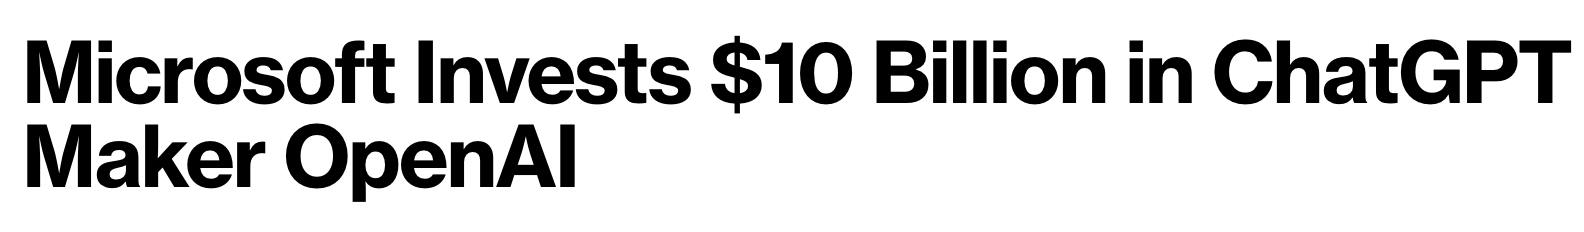 Microsoft Invests $10 Billion in ChatGPT
Maker OpenAI